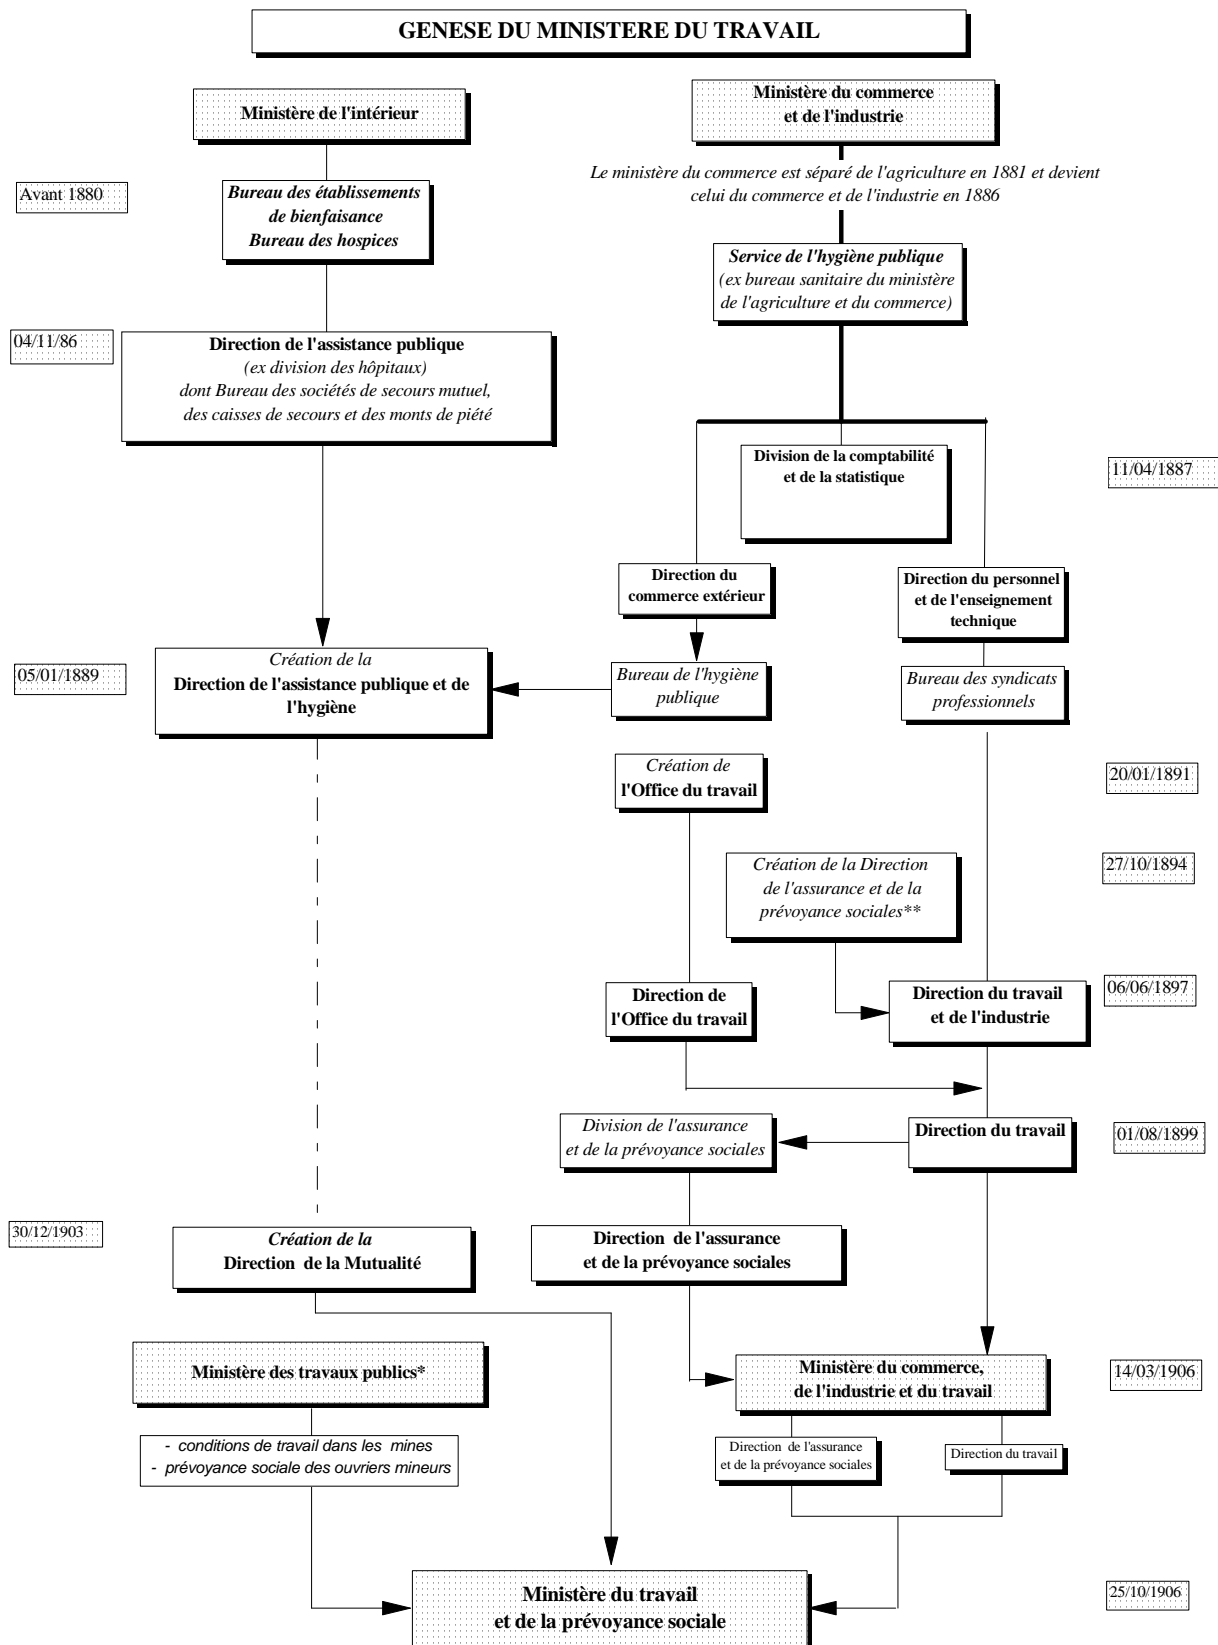 GENESE DU MINISTERE DU TRAVAIL
Ministère de l'intérieur
Ministère du commerce
et de l'industrie
Le ministère du commerce est séparé de l'agriculture en 1881 et devient
celui du commerce et de l'industrie en 1886
Avant 1880
Bureau des établissements
de bienfaisance
Bureau des hospices
Service de l'hygiène publique
(ex bureau sanitaire du ministère
de l'agriculture et du commerce)
04/11/86
Direction de l'assistance publique
(ex division des hôpitaux)
dont Bureau des sociétés de secours mutuel,
des caisses de secours et des monts de piété
Division de la comptabilité
et de la statistique
11/04/1887
Direction du
commerce extérieur
Direction du personnel
et de l'enseignement
technique
05/01/1889
Création de la
Direction de l'assistance publique et de
l'hygiène
Bureau de l'hygiène
publique
Bureau des syndicats
professionnels
Création de
l'Office du travail
20/01/1891
Création de la Direction
de l'assurance et de la
prévoyance sociales**
27/10/1894
Direction de
l'Office du travail
Direction du travail
et de l'industrie
06/06/1897
Division de l'assurance
et de la prévoyance sociales
Direction du travail
01/08/1899
30/12/1903
Création de la
Direction de la Mutualité
Direction de l'assurance
et de la prévoyance sociales
Ministère des travaux publics*
Ministère du commerce,
de l'industrie et du travail
14/03/1906
- conditions de travail dans les mines
- prévoyance sociale des ouvriers mineurs
Direction de l'assurance
et de la prévoyance sociales
Direction du travail
Ministère du travail
et de la prévoyance sociale
25/10/1906